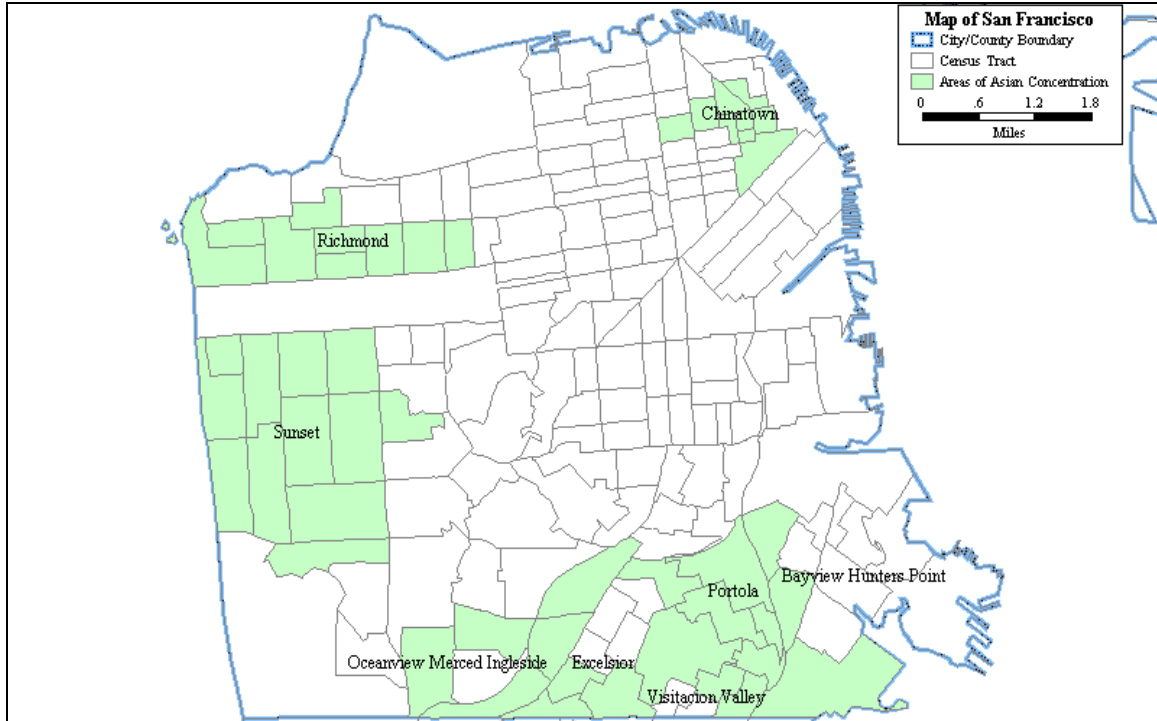 Map of San Francisco
City/County Boundary
Census Tract
Areas of Asian Concentration
0 .6 1.2 1.8
Miles
Chinatown
Richmond
Sunset
Bayview Hunters Point
Portola
Oceanview Merced Ingleside
Excelsior
Visitacion Valley